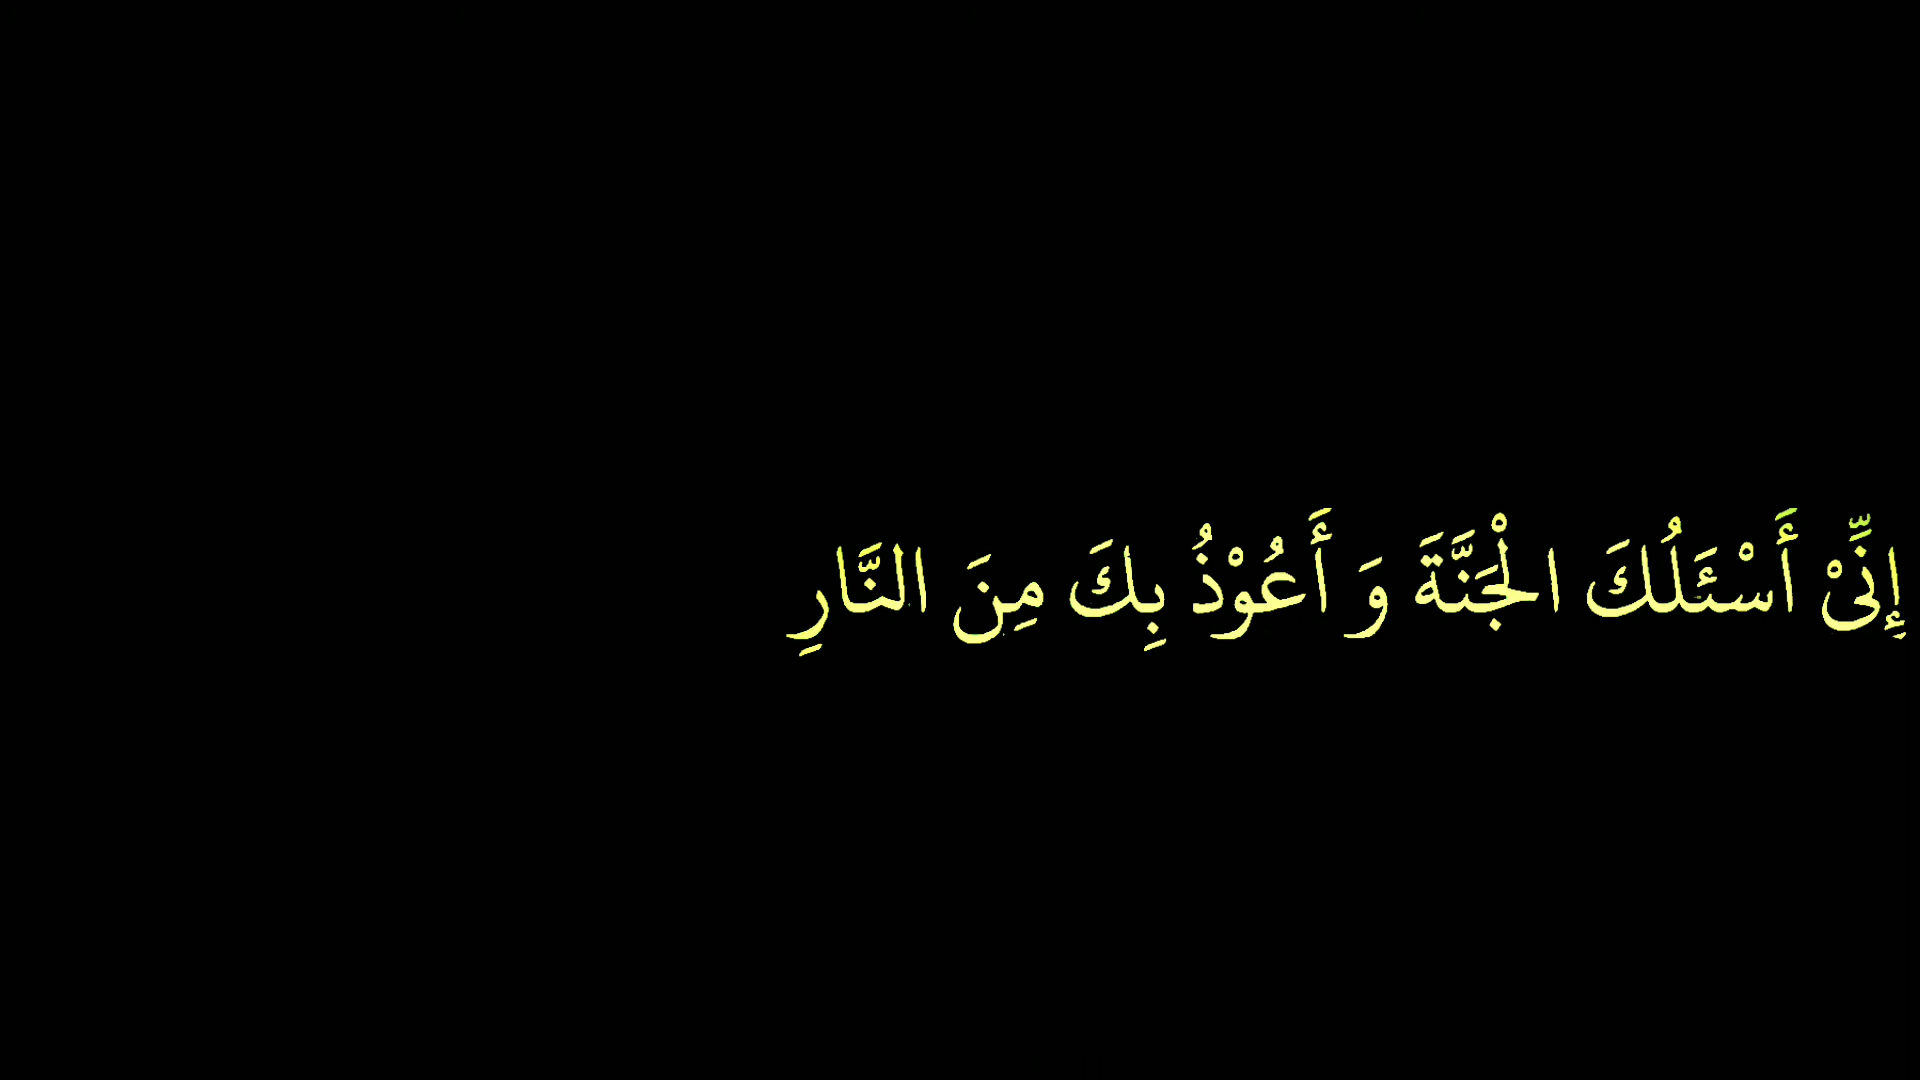 إِنِّيْ أَسْئَلُكَ الْجَنَّةَ وَ أَعُوْذُ بِكَ مِنَ النَّارِ